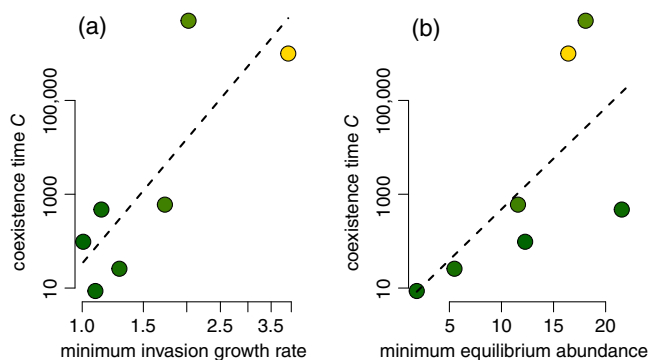 (a)
coexistence time C
100,000
1000
10
1.0 1.5 2.5 3.5
minimum invasion growth rate
(b)
coexistence time C
100,000
1000
10
5 10 15 20
minimum equilibrium abundance